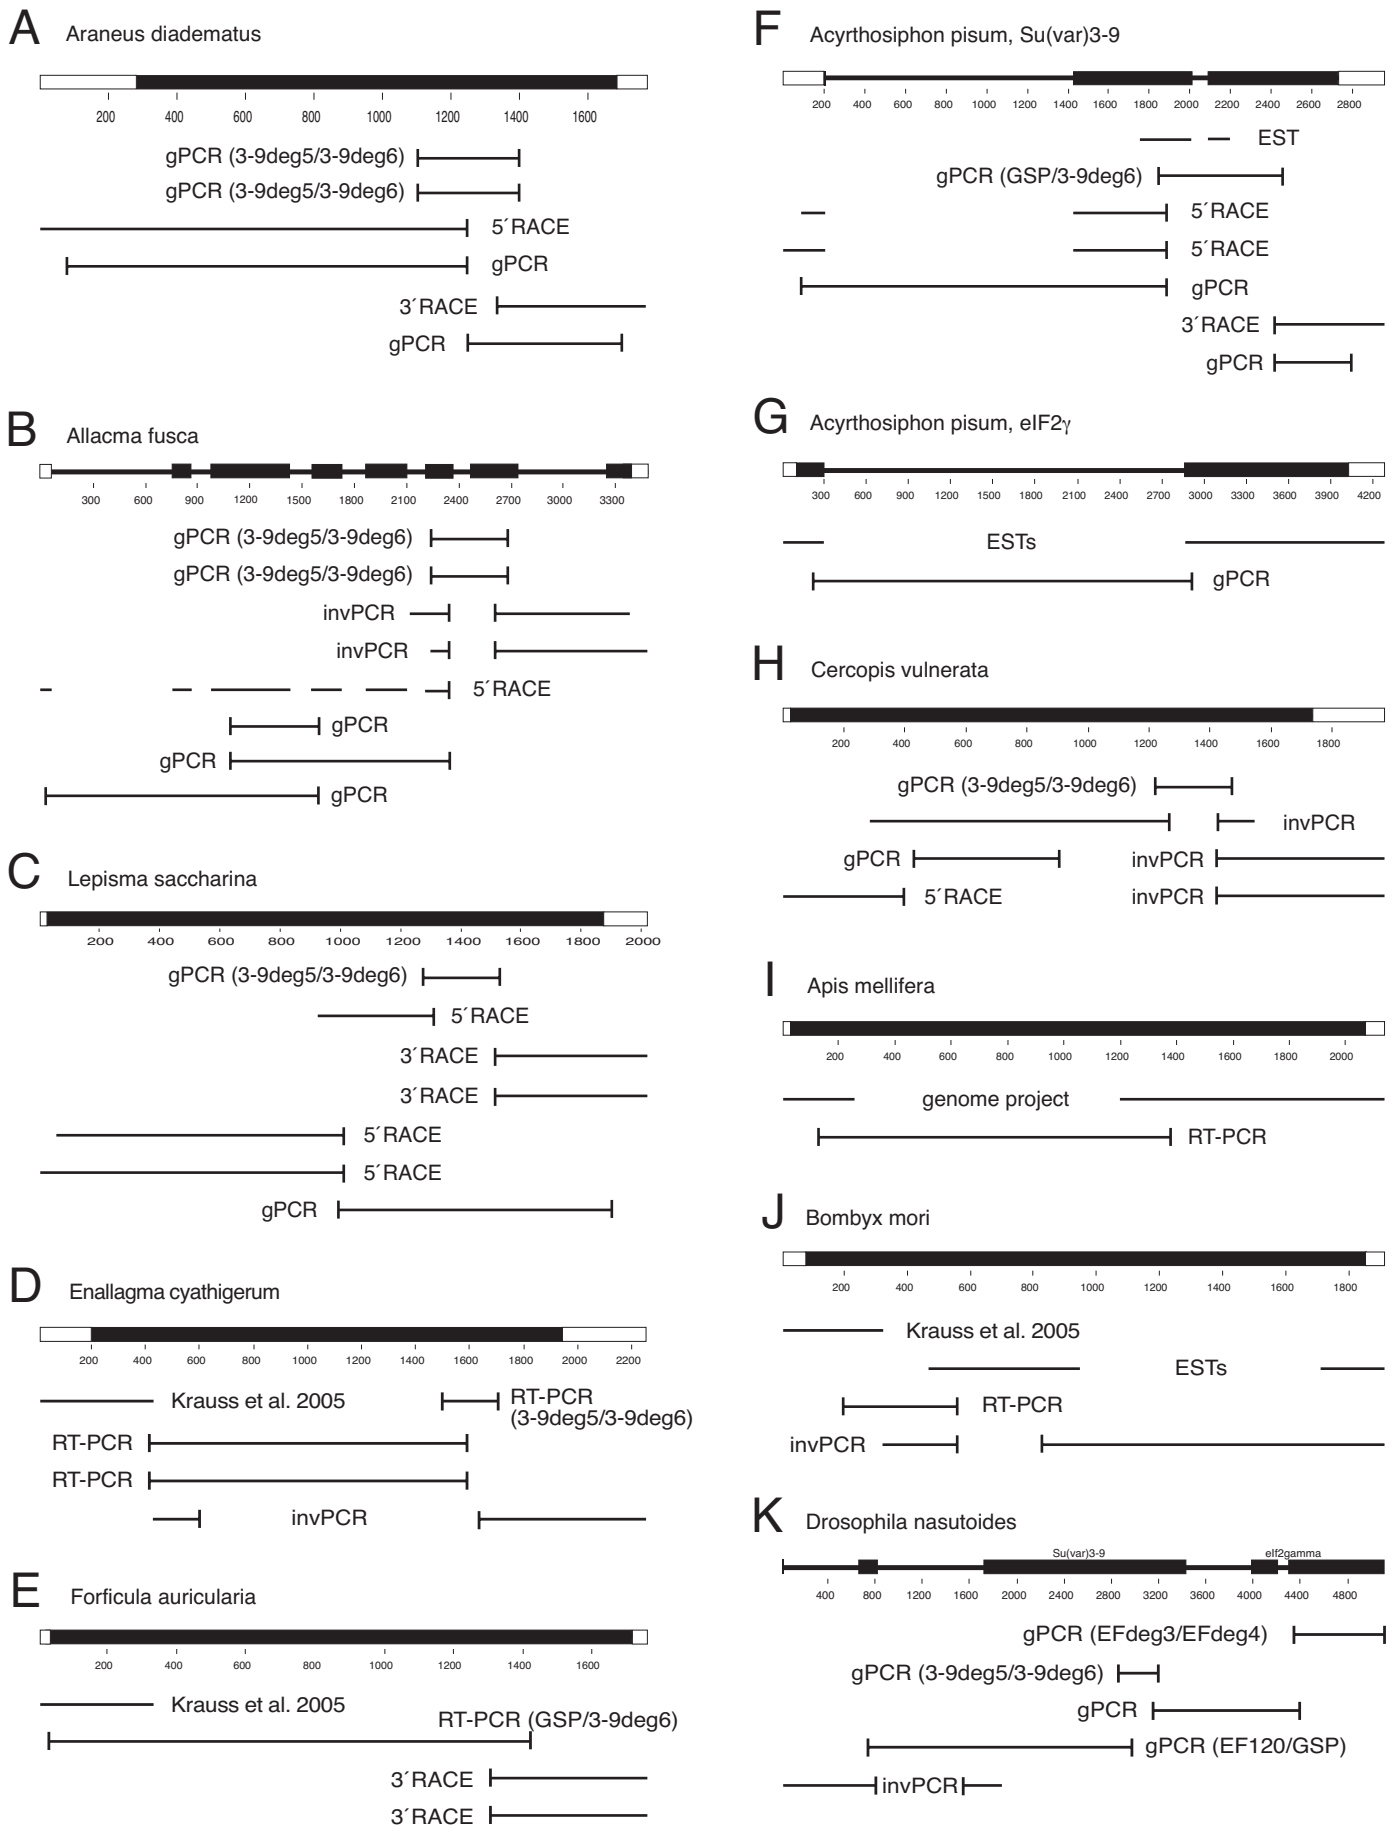 A Araneus diadematus
200 400 600 800 1000 1200 1400 1600
gPCR (3-9deg5/3-9deg6)
gPCR (3-9deg5/3-9deg6)
5´RACE
gPCR
3´RACE
gPCR
B Allacma fusca
300 600 900 1200 1500 1800 2100 2400 2700 3000 3300
gPCR (3-9deg5/3-9deg6)
gPCR (3-9deg5/3-9deg6)
invPCR
invPCR
5´RACE
gPCR
gPCR
gPCR
C Lepisma saccharina
200 400 600 800 1000 1200 1400 1600 1800 2000
gPCR (3-9deg5/3-9deg6)
5´RACE
3´RACE
3´RACE
5´RACE
5´RACE
gPCR
D Enallagma cyathigerum
200 400 600 800 1000 1200 1400 1600 1800 2000 2200
Krauss et al. 2005 RT-PCR
(3-9deg5/3-9deg6)
RT-PCR
RT-PCR
invPCR
E Forficula auricularia
200 400 600 800 1000 1200 1400 1600
Krauss et al. 2005
RT-PCR (GSP/3-9deg6)
3´RACE
3´RACE
F Acyrthosiphon pisum, Su(var)3-9
200 400 600 800 1000 1200 1400 1600 1800 2000 2200 2400 2600 2800
EST
gPCR (GSP/3-9deg6)
5´RACE
5´RACE
gPCR
3´RACE
gPCR
G Acyrthosiphon pisum, eIF2γ
300 600 900 1200 1500 1800 2100 2400 2700 3000 3300 3600 3900 4200
ESTs
gPCR
H Cercopis vulnerata
200 400 600 800 1000 1200 1400 1600 1800
gPCR (3-9deg5/3-9deg6)
invPCR
gPCR invPCR
5´RACE invPCR
I Apis mellifera
200 400 600 800 1000 1200 1400 1600 1800 2000
genome project
RT-PCR
J Bombyx mori
200 400 600 800 1000 1200 1400 1600 1800
Krauss et al. 2005
ESTs
RT-PCR
invPCR
K Drosophila nasutoides
Su(var)3-9 eIf2gamma
400 800 1200 1600 2000 2400 2800 3200 3600 4000 4400 4800
gPCR (EFdeg3/EFdeg4)
gPCR (3-9deg5/3-9deg6)
gPCR
gPCR (EF120/GSP)
invPCR